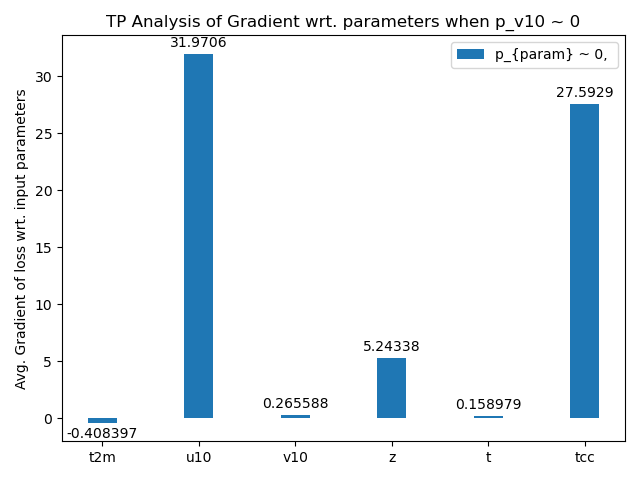 TP Analysis of Gradient wrt. parameters when p_v10 ~ 0
31.9706
p_{param} ~ 0,
27.5929
30
25
20
15
10
5
0
Avg. Gradient of loss wrt. input parameters
5.24338
0.265588
0.158979
-0.408397
t2m
u10
v10
z
t
tcc